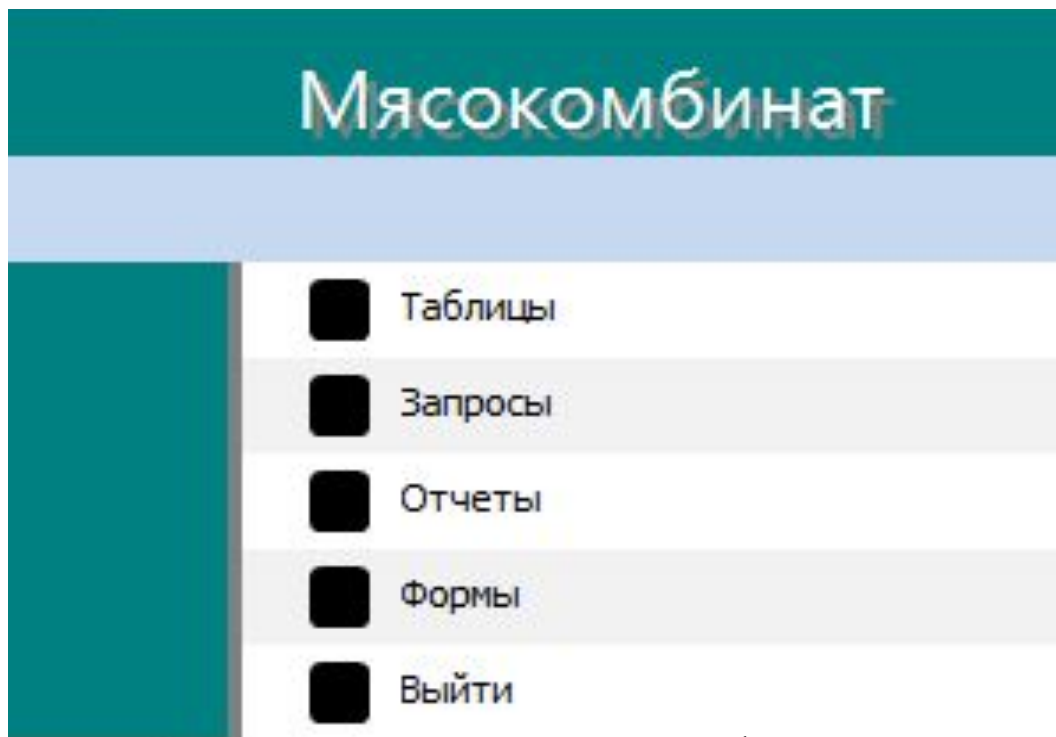 Мясокомбинат
Таблицы
Запросы
Отчеты
Формы
Выйти